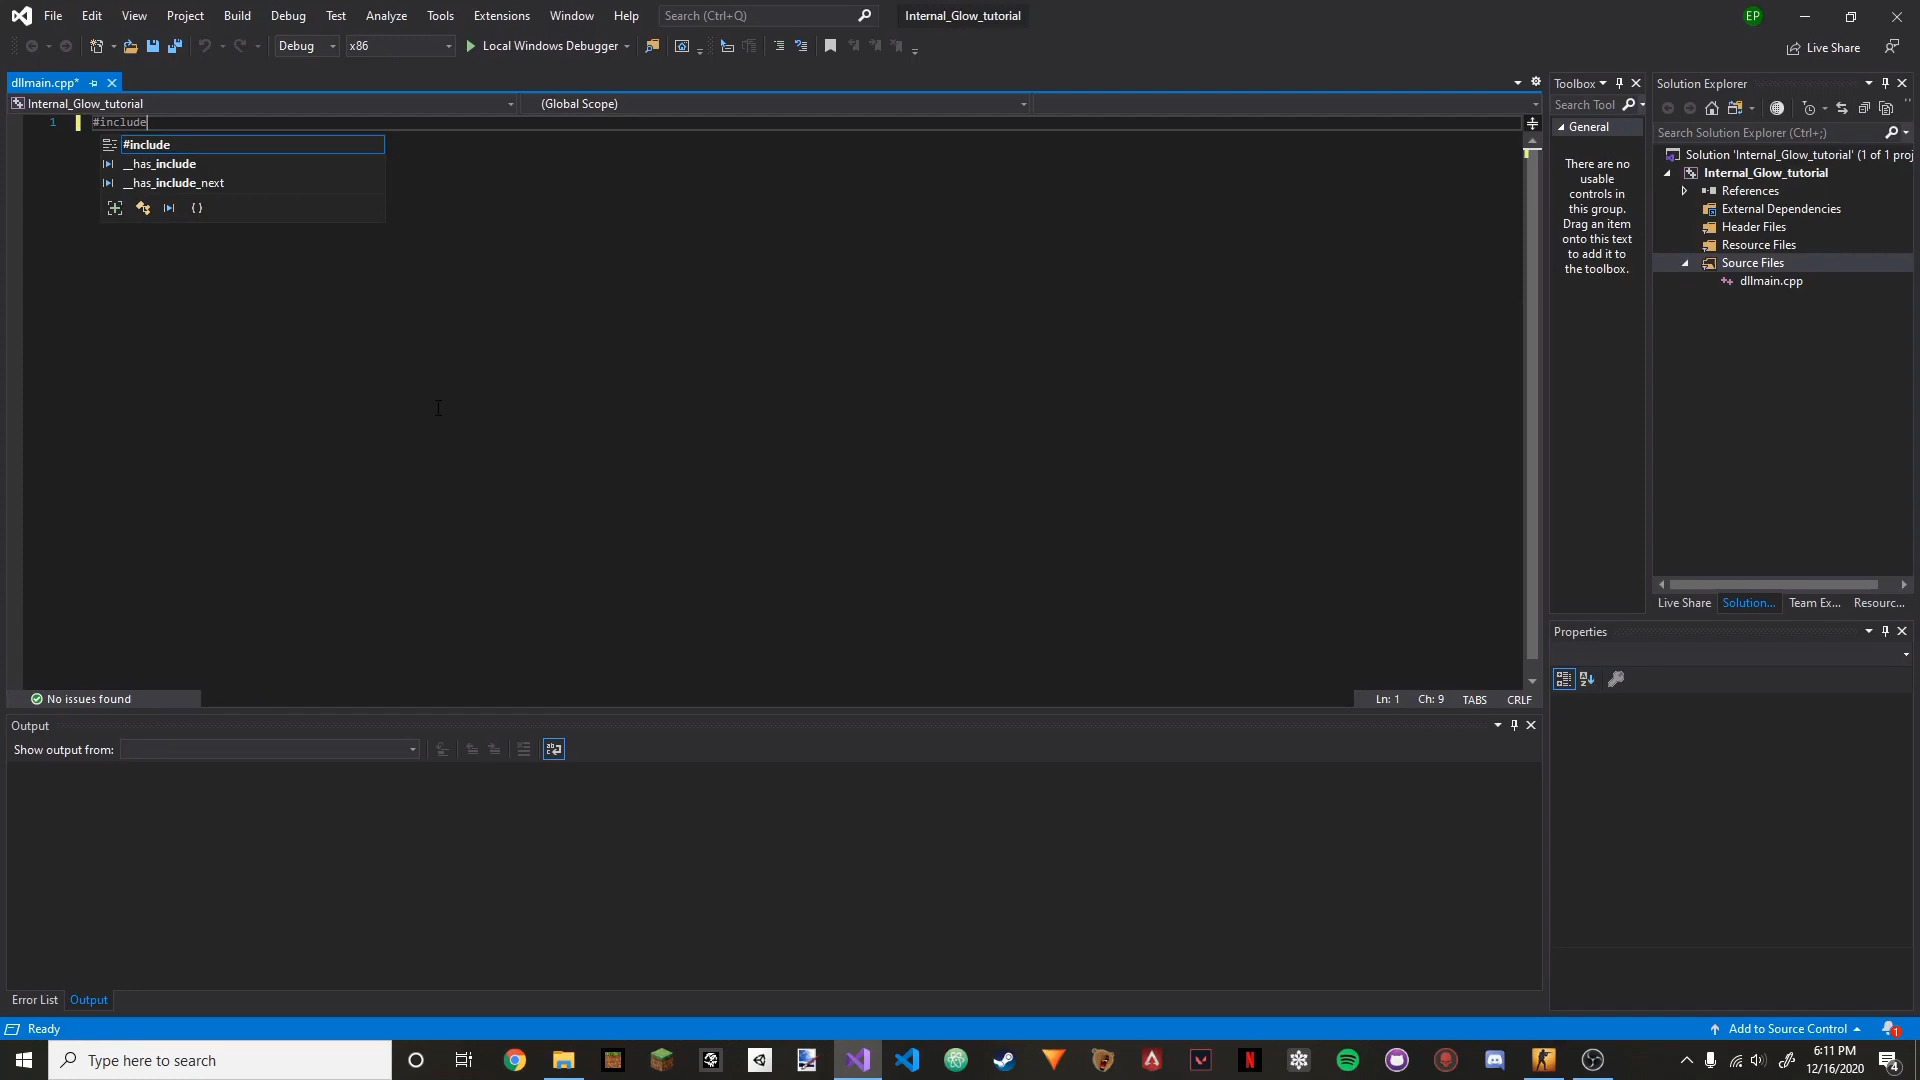 File Edit View Project Build Debug Test Analyze Tools Extensions Window Help Search (Ctrl+Q) Internal_Glow_tutorial EP
Debug x86 Local Windows Debugger Live Share
dllmain.cpp*
Internal_Glow_tutorial (Global Scope)
1 #include
#include
__has_include
__has_include_next
No issues found
Ln: 1 Ch: 9 TABS CRLF
Output
Show output from:
Error List Output
Toolbox
Search Tool
General
There are no
usable
controls in
this group.
Drag an item
onto this text
to add it to
the toolbox.
Solution Explorer
Search Solution Explorer (Ctrl+;)
Solution 'Internal_Glow_tutorial' (1 of 1 proj
Internal_Glow_tutorial
References
External Dependencies
Header Files
Resource Files
Source Files
dllmain.cpp
Live Share Solution... Team Ex... Resourc...
Properties
Ready Add to Source Control 1
Type here to search
6:11 PM
12/16/2020
4